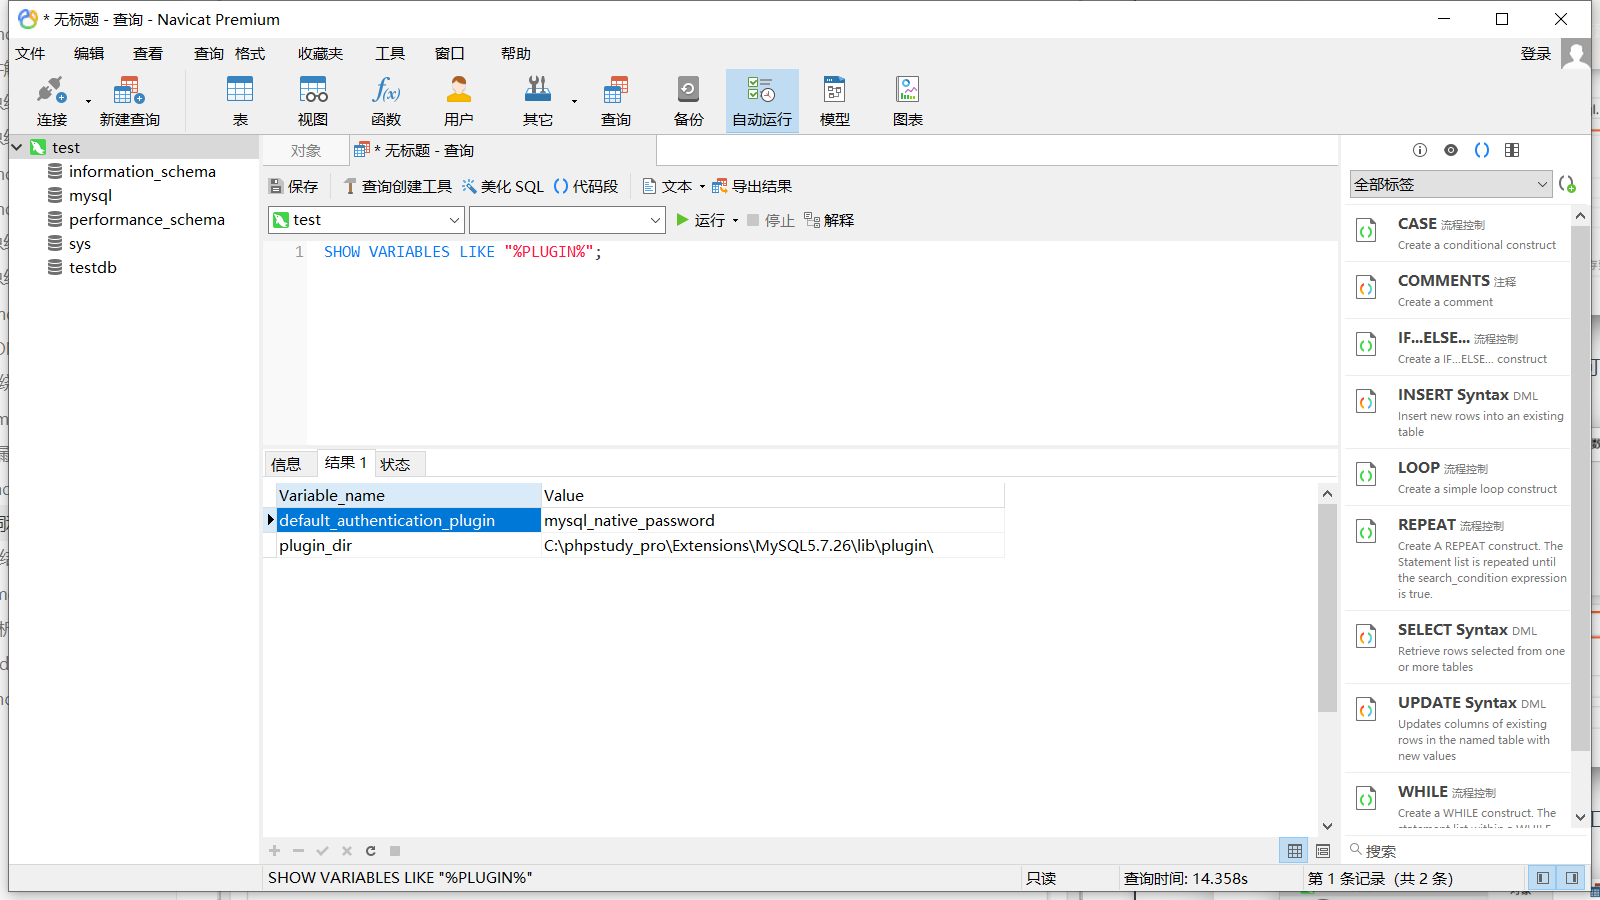 * 无标题 - 查询 - Navicat Premium
文件 编辑 查看 查询 格式 收藏夹 工具 窗口 帮助 登录
连接 新建查询 表 视图 函数 用户 其它 查询 备份 自动运行 模型 图表
test
information_schema
mysql
performance_schema
sys
testdb
对象 * 无标题 - 查询
保存 查询创建工具 美化 SQL () 代码段 文本 导出结果
test 运行 停止 解释
1 SHOW VARIABLES LIKE "%PLUGIN%";
信息 结果 1 状态
Variable_name Value
default_authentication_plugin mysql_native_password
plugin_dir C:\phpstudy_pro\Extensions\MySQL5.7.26\lib\plugin\
全部标签
CASE 流程控制
Create a conditional construct
COMMENTS 注释
Create a comment
IF...ELSE... 流程控制
Create a IF...ELSE... construct
INSERT Syntax DML
Insert new rows into an existing
table
LOOP 流程控制
Create a simple loop construct
REPEAT 流程控制
Create A REPEAT construct. The
Statement list is repeated until
the search_condition expression
is true.
SELECT Syntax DML
Retrieve rows selected from one
or more tables
UPDATE Syntax DML
Updates columns of existing
rows in the named table with
new values
WHILE 流程控制
Create a WHILE construct. The
statement list within a WHILE
搜索
SHOW VARIABLES LIKE "%PLUGIN%" 只读 查询时间: 14.358s 第 1 条记录 (共 2 条)